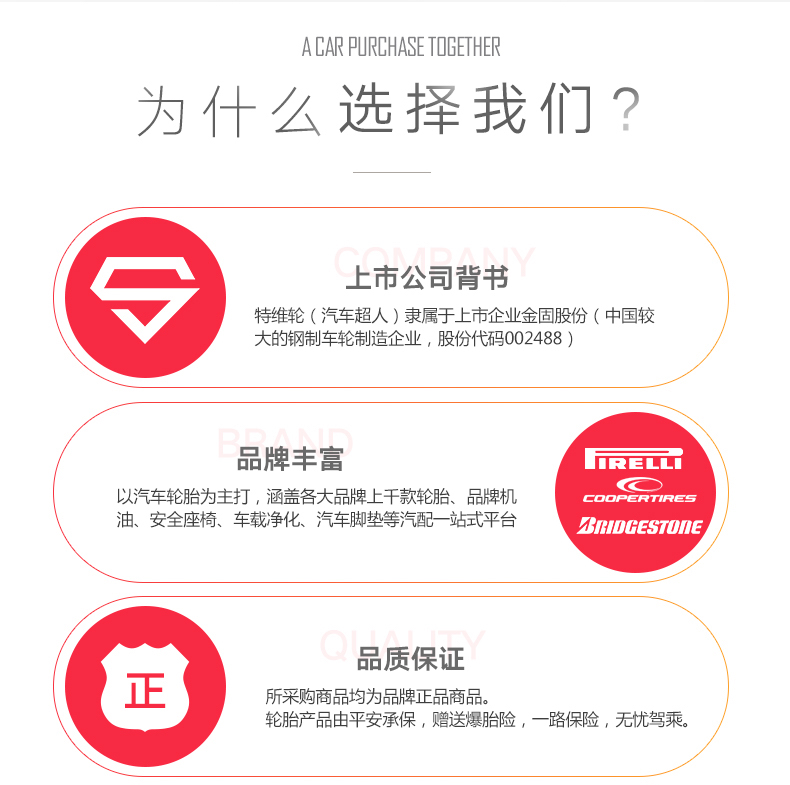 A CAR PURCHASE TOGETHER
为什么选择我们?
COMPANY
上市公司背书
特维轮（汽车超人）隶属于上市企业金固股份（中国较
大的钢制车轮制造企业，股份代码002488）
BRAND
品牌丰富
以汽车轮胎为主打，涵盖各大品牌上千款轮胎、品牌机
油、安全座椅、车载净化、汽车脚垫等汽配一站式平台
PIRELLI
COOPERTIRES
BRIDGESTONE
QUALITY
品质保证
正
所采购商品均为品牌正品商品。
轮胎产品由平安承保，赠送爆胎险，一路保险，无忧驾乘。